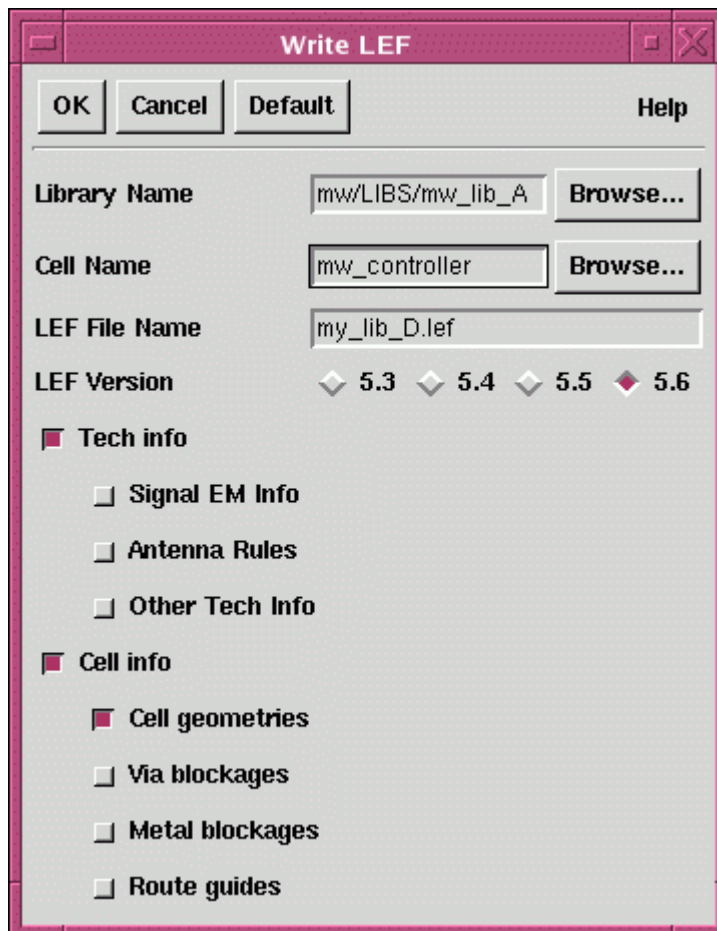 Write LEF
OK Cancel Default Help
Library Name mw/LIBS/mw_lib_A Browse...
Cell Name mw_controller Browse...
LEF File Name my_lib_D.lef
LEF Version 5.3 5.4 5.5 5.6
Tech info
Signal EM Info
Antenna Rules
Other Tech Info
Cell info
Cell geometries
Via blockages
Metal blockages
Route guides